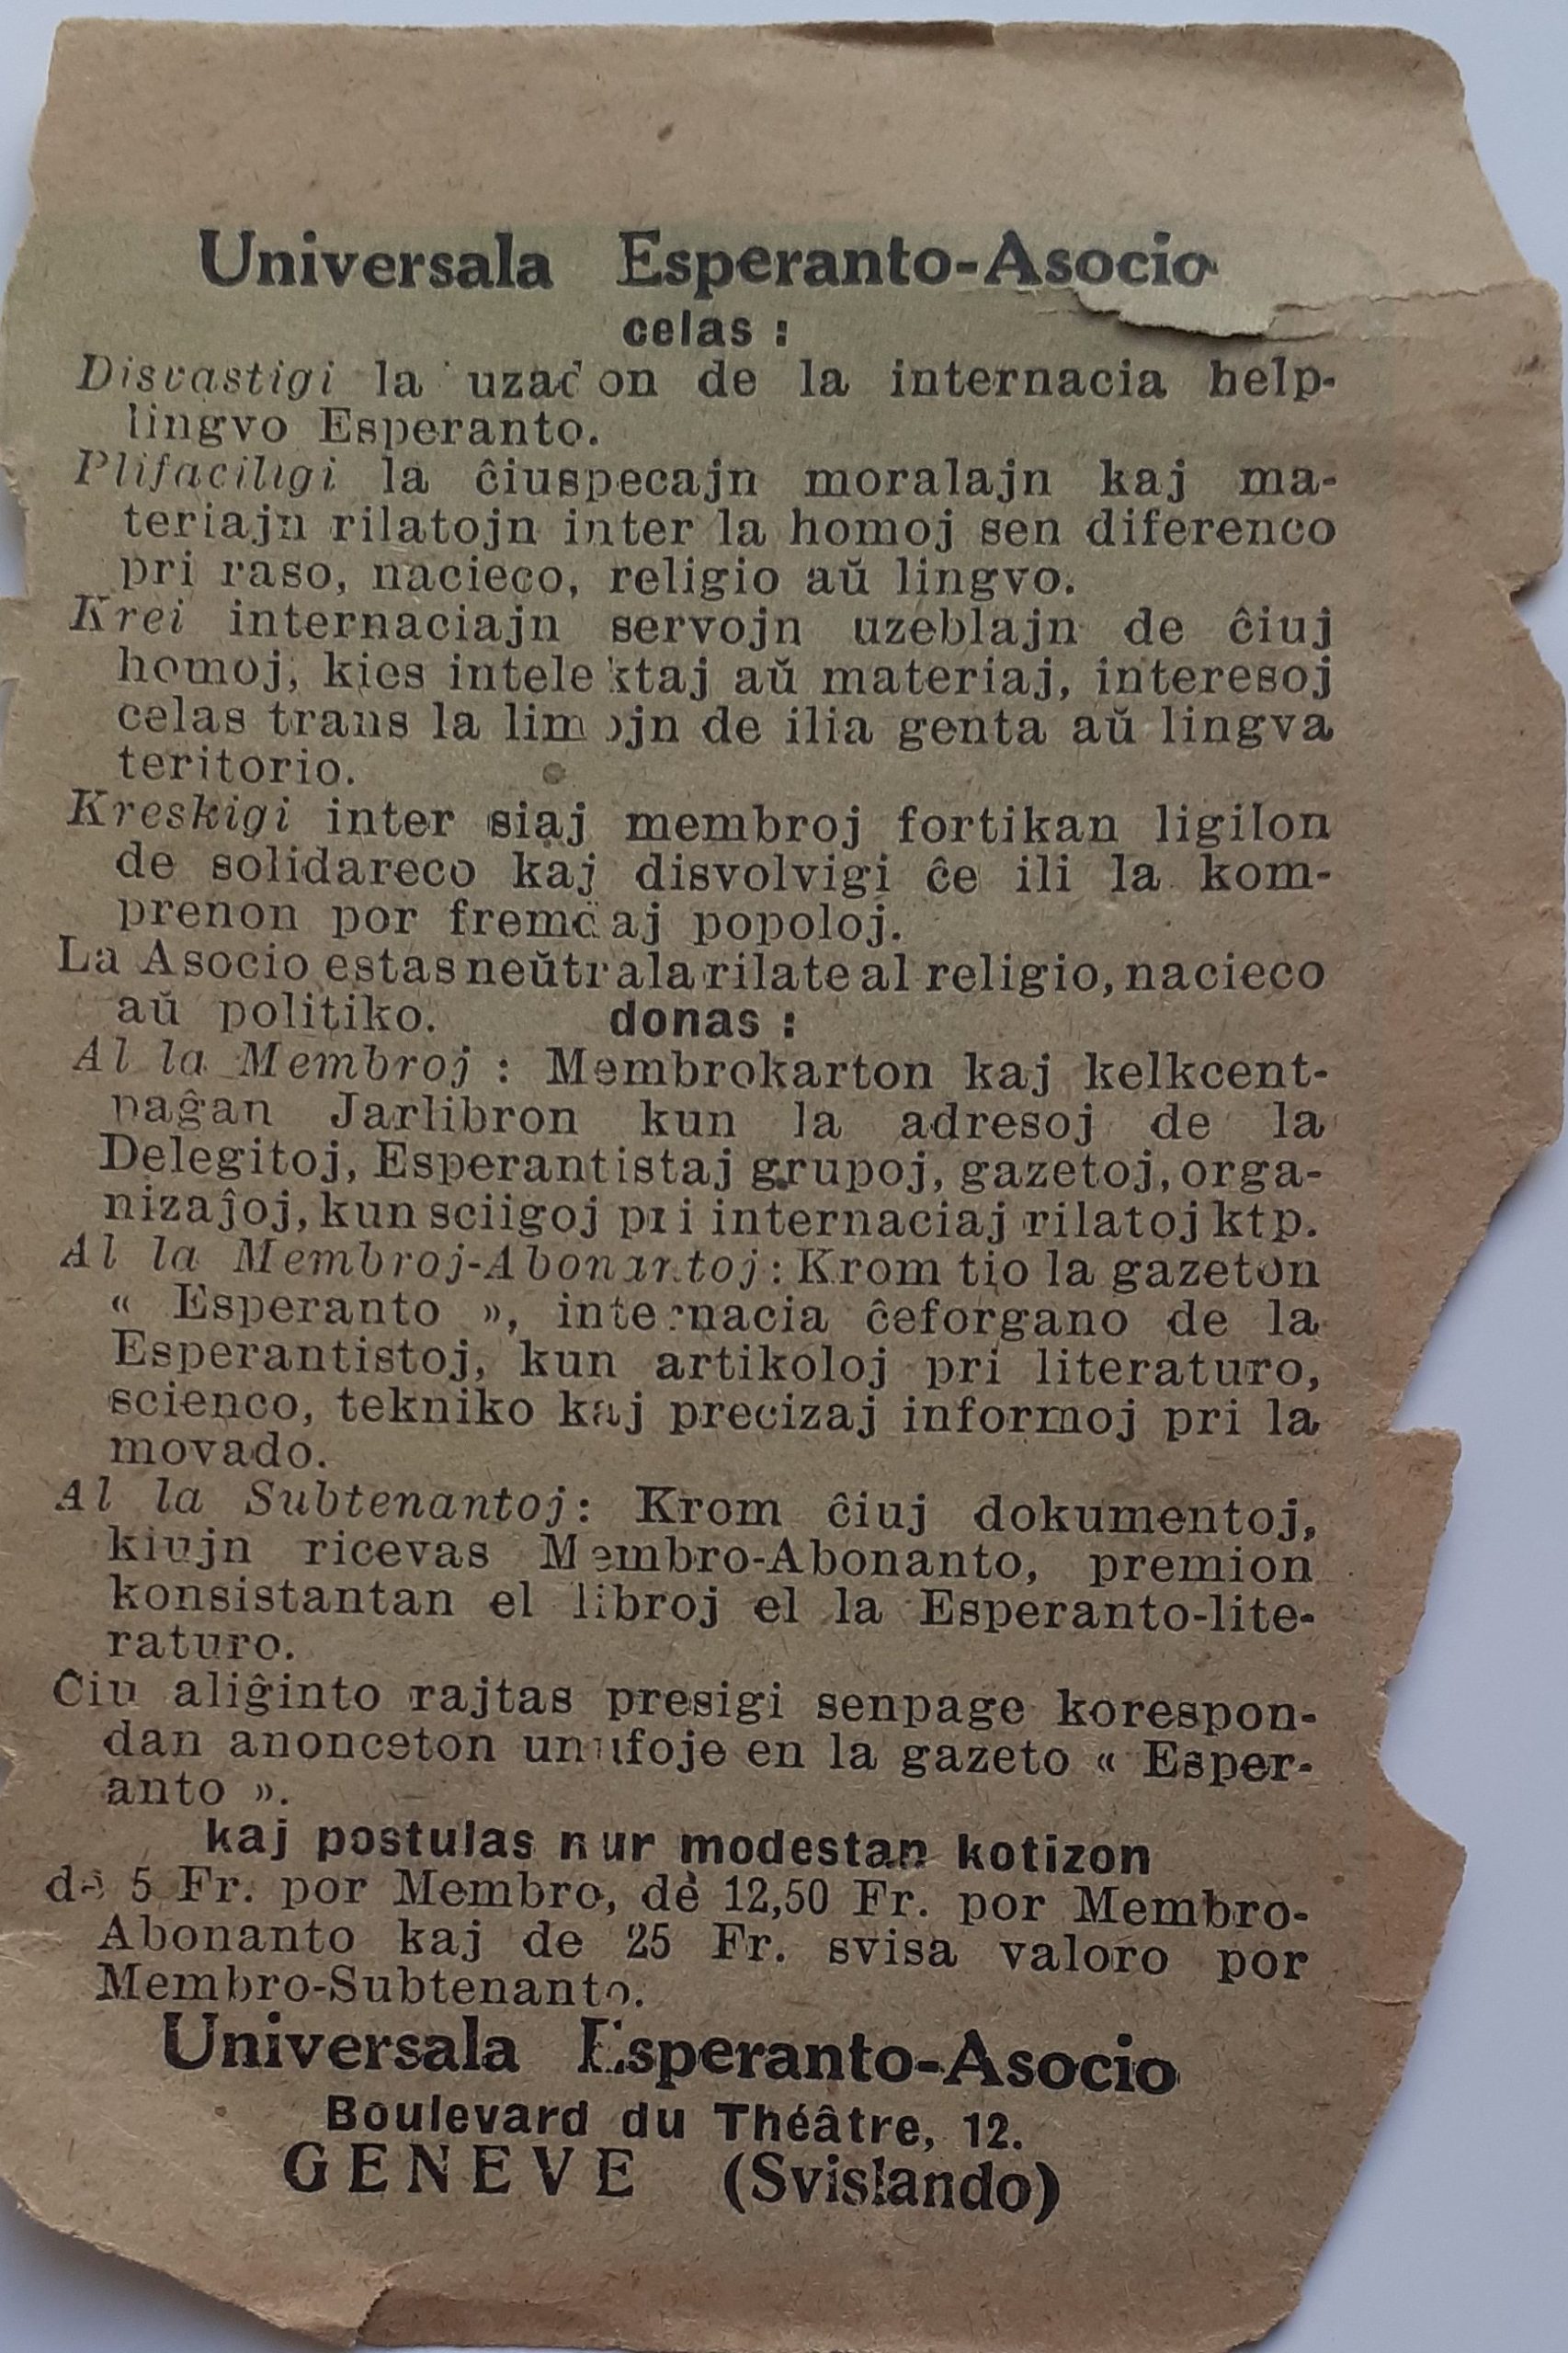 Universala Esperanto-Asocio
celas :
Disvastigi la uzadon de la internacia help-
lingvo Esperanto.
Plifaciligi la ĉiuspecajn moralajn kaj ma-
teriajn rilatojn inter la homoj sen diferenco
pri raso, nacieco, religio aŭ lingvo.
Krei internaciajn servojn uzeblajn de ĉiuj
homoj, kies intelektaj aŭ materiaj, interesoj
celas trans la limojn de ilia genta aŭ lingva
teritorio.
Kreskigi inter siaj membroj fortikan ligilon
de solidareco kaj disvolvigi ĉe ili la kom-
prenon por fremdaj popoloj.
La Asocio estas neŭtrala rilate al religio, nacieco
aŭ politiko. donas :
Al la Membroj : Membrokarton kaj kelkcent-
paĝan Jarlibron kun la adresoj de la
Delegitoj, Esperantistaj grupoj, gazetoj, orga-
nizaĵoj, kun sciigoj pri internaciaj rilatoj ktp.
Al la Membroj-Abonantoj : Krom tio la gazeton
« Esperanto », internacia ĉeforgano de la
Esperantistoj, kun artikoloj pri literaturo,
scienco, tekniko kaj precizaj informoj pri la
movado.
Al la Subtenantoj : Krom ĉiuj dokumentoj,
kiujn ricevas Membro-Abonanto, premion
konsistantan el libroj el la Esperanto-lite-
raturo.
Ĉiu aliĝinto rajtas presigi senpage korespon-
dan anonceton unufoje en la gazeto « Esper-
anto ».
kaj postulas nur modestan kotizon
de 5 Fr. por Membro, de 12,50 Fr. por Membro-
Abonanto kaj de 25 Fr. svisa valoro por
Membro-Subtenanto.
Universala Esperanto-Asocio
Boulevard du Théâtre, 12.
GENEVE (Svislando)